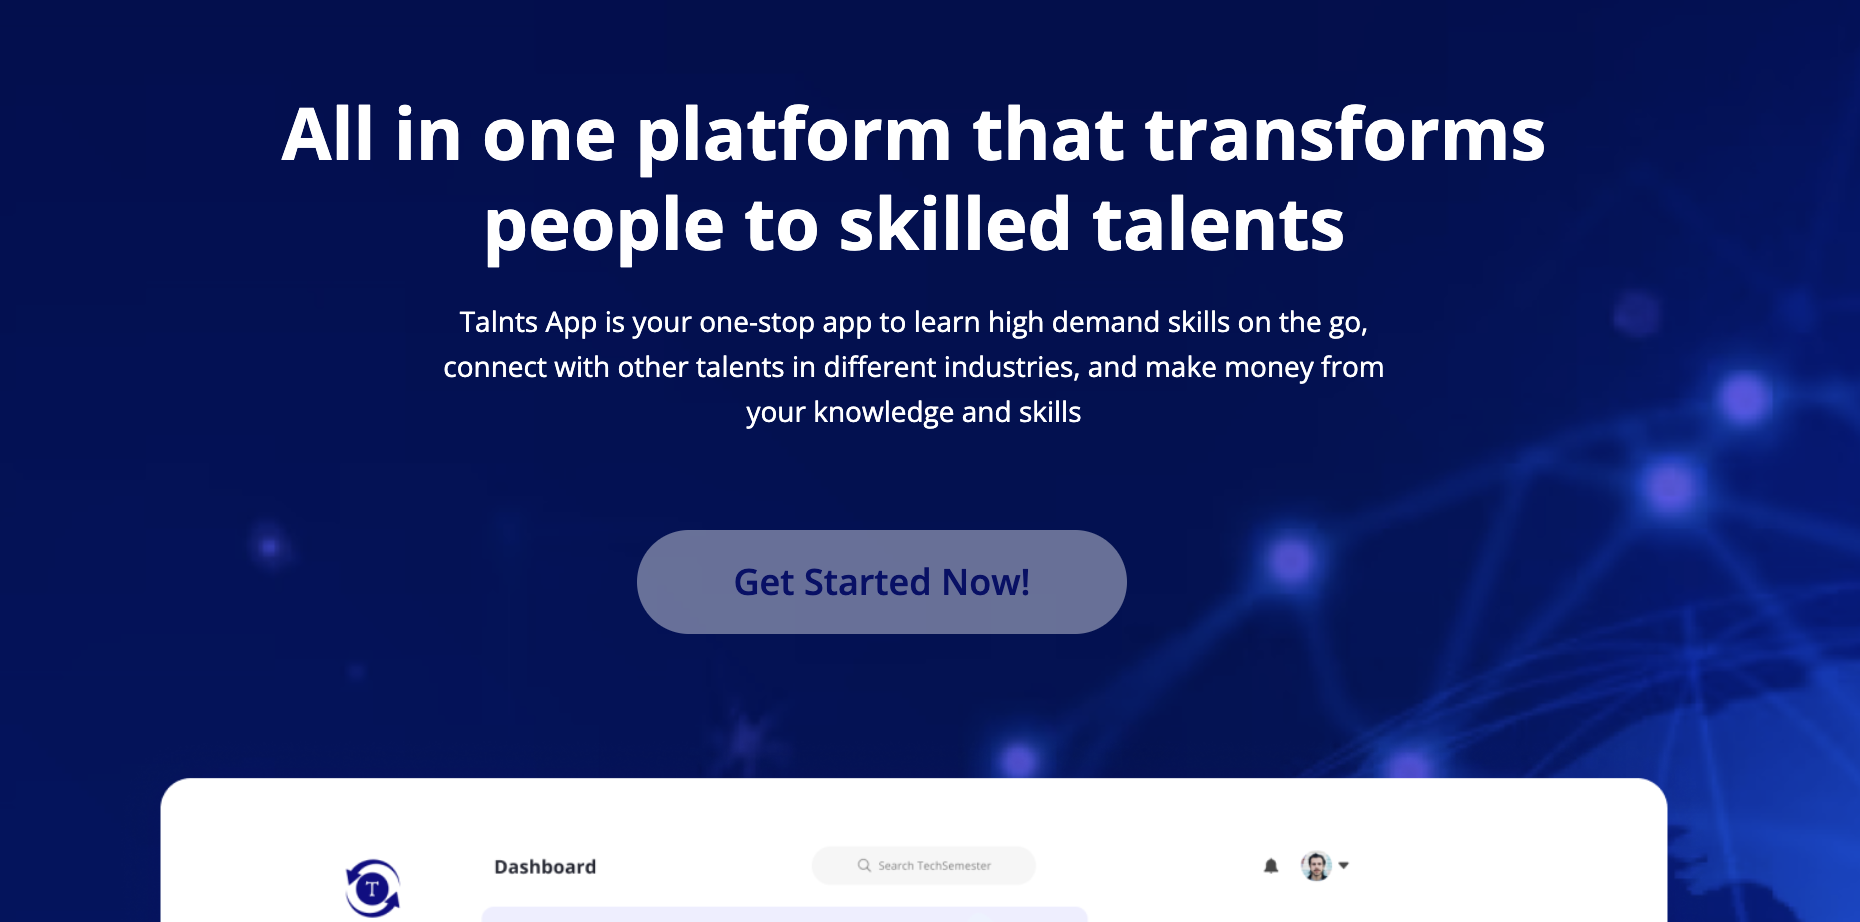 All in one platform that transforms
people to skilled talents
Talnts App is your one-stop app to learn high demand skills on the go,
connect with other talents in different industries, and make money from
your knowledge and skills
Get Started Now!
T
Dashboard
Search TechSemester